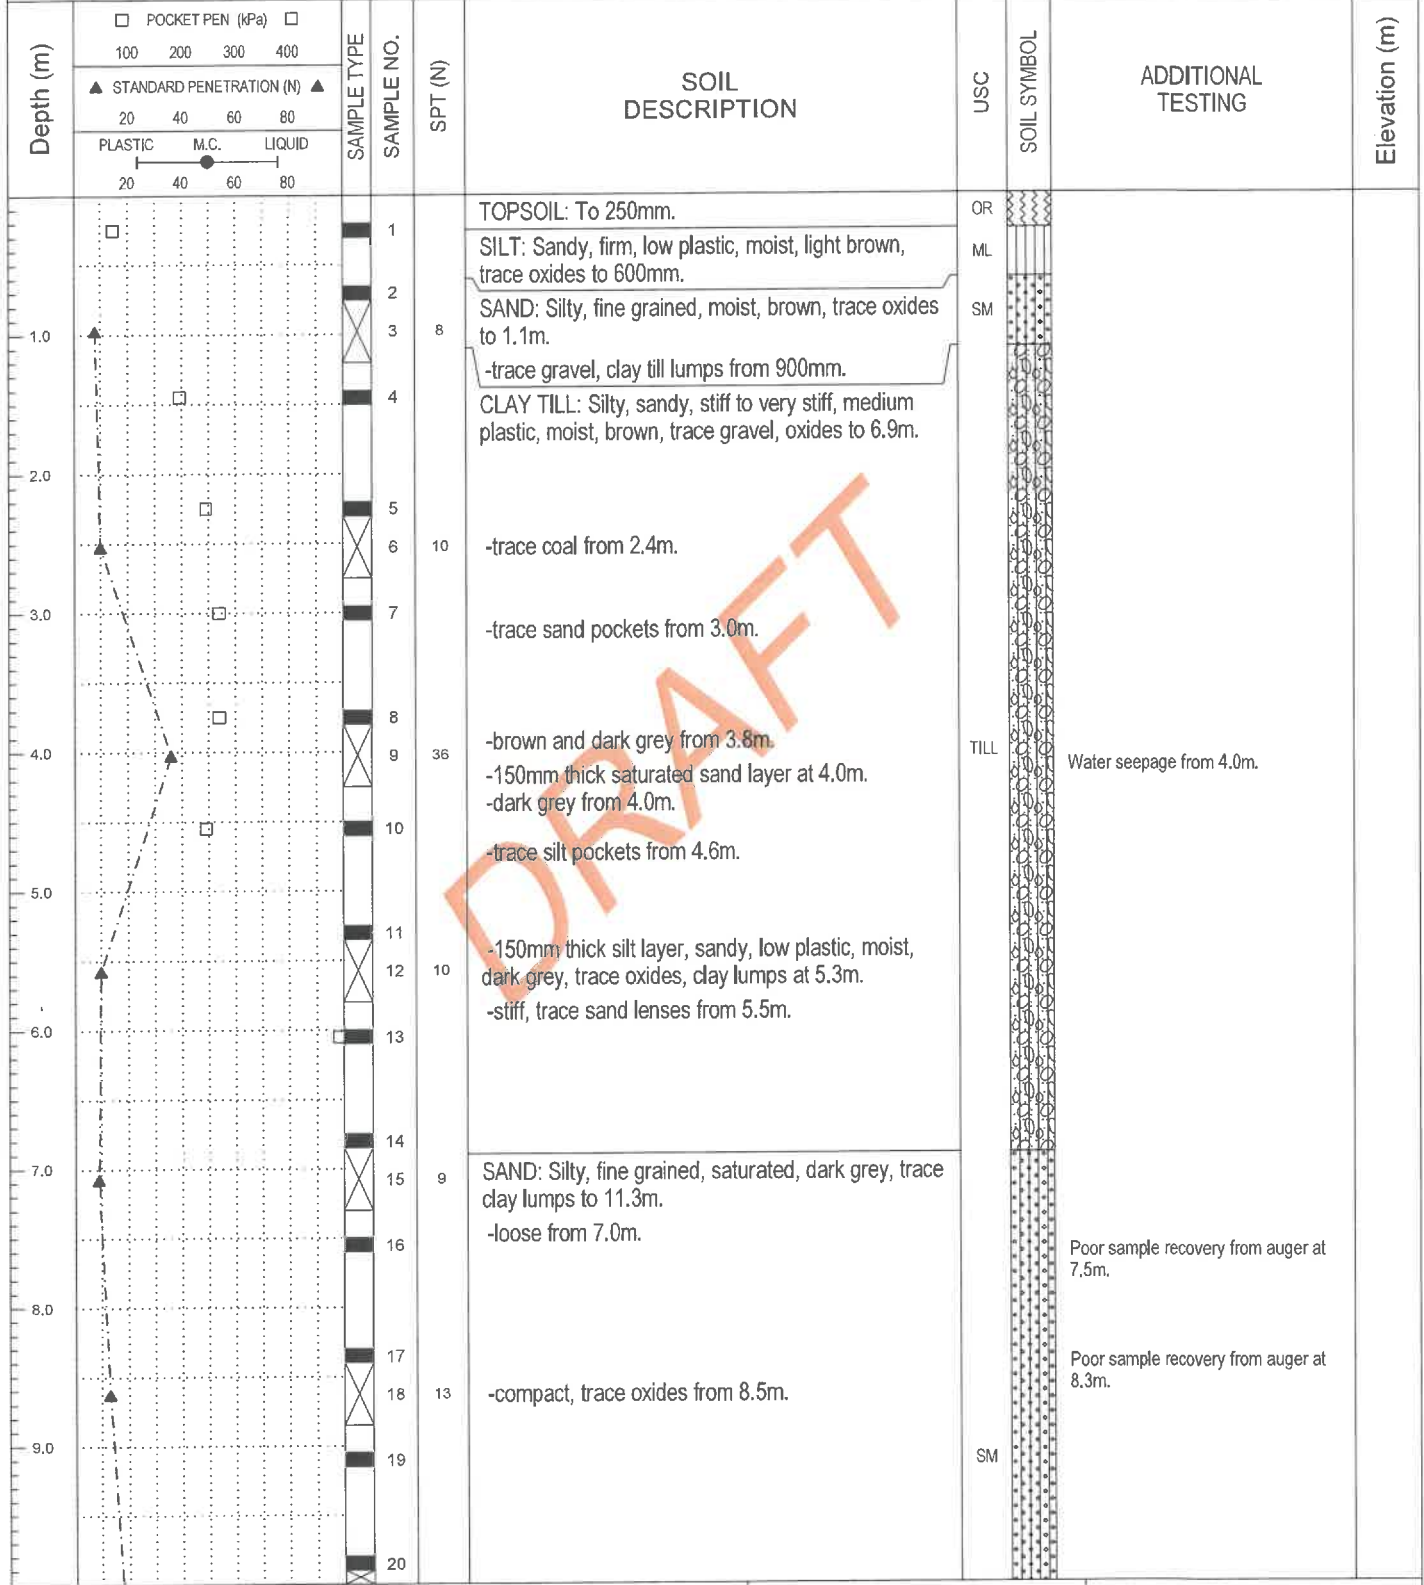 Depth (m)
□ POCKET PEN (kPa) □
100 200 300 400
▲ STANDARD PENETRATION (N) ▲
20 40 60 80
PLASTIC M.C. LIQUID
20 40 60 80
SAMPLE TYPE
SAMPLE NO.
SPT (N)
SOIL
DESCRIPTION
USC
SOIL SYMBOL
ADDITIONAL
TESTING
Elevation (m)
TOPSOIL: To 250mm.
OR
1
SILT: Sandy, firm, low plastic, moist, light brown,
trace oxides to 600mm.
ML
2
SAND: Silty, fine grained, moist, brown, trace oxides
to 1.1m.
SM
1.0
3
8
-trace gravel, clay till lumps from 900mm.
4
CLAY TILL: Silty, sandy, stiff to very stiff, medium
plastic, moist, brown, trace gravel, oxides to 6.9m.
2.0
5
6
10
-trace coal from 2.4m.
3.0
7
-trace sand pockets from 3.0m.
8
-brown and dark grey from 3.8m.
4.0
9
36
TILL
Water seepage from 4.0m.
-150mm thick saturated sand layer at 4.0m.
-dark grey from 4.0m.
10
-trace silt pockets from 4.6m.
DRAFT
5.0
11
-150mm thick silt layer, sandy, low plastic, moist,
dark grey, trace oxides, clay lumps at 5.3m.
12
10
-stiff, trace sand lenses from 5.5m.
6.0
13
14
7.0
15
9
SAND: Silty, fine grained, saturated, dark grey, trace
clay lumps to 11.3m.
-loose from 7.0m.
16
Poor sample recovery from auger at
7.5m.
8.0
17
Poor sample recovery from auger at
8.3m.
18
13
-compact, trace oxides from 8.5m.
9.0
19
SM
20